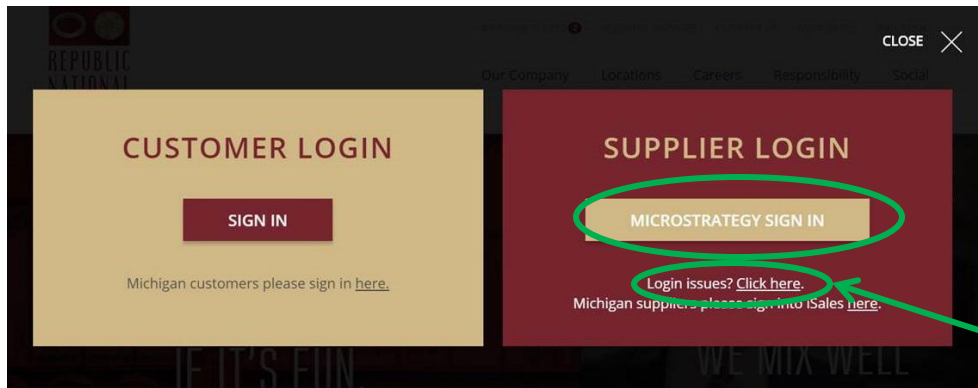 REPUBLIC
NATIONAL
CLOSE
Our Company Locations Careers Responsibility Social
CUSTOMER LOGIN
SIGN IN
Michigan customers please sign in here.
SUPPLIER LOGIN
MICROSTRATEGY SIGN IN
Login issues? Click here.
Michigan suppliers please sign into iSales here.
IF IT'S FUN
WE MIX WELL